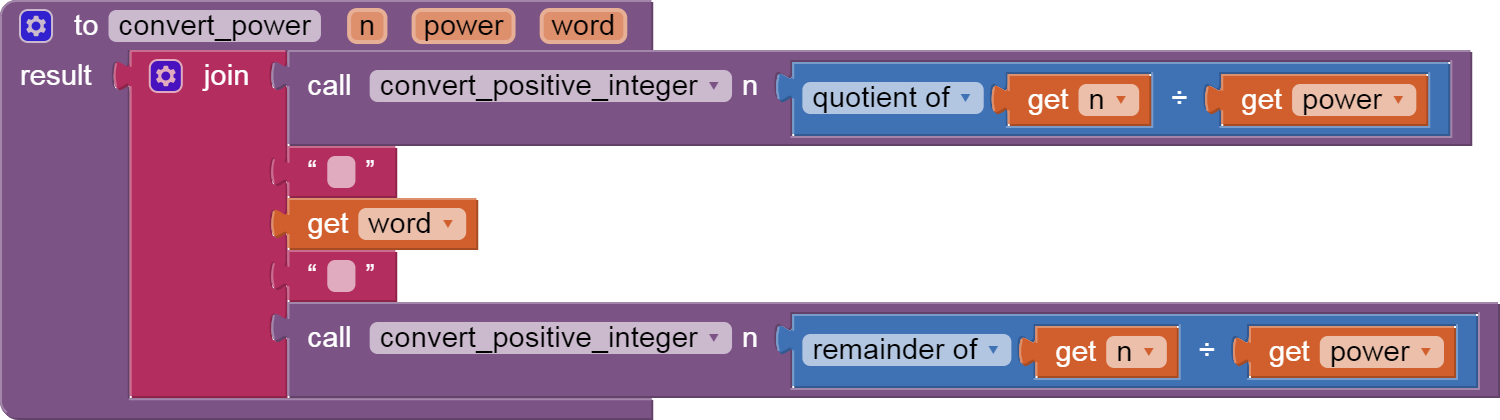 to convert_power n power word
result join call convert_positive_integer n quotient of get n ÷ get power
“ ”
get word
“ ”
call convert_positive_integer n remainder of get n ÷ get power